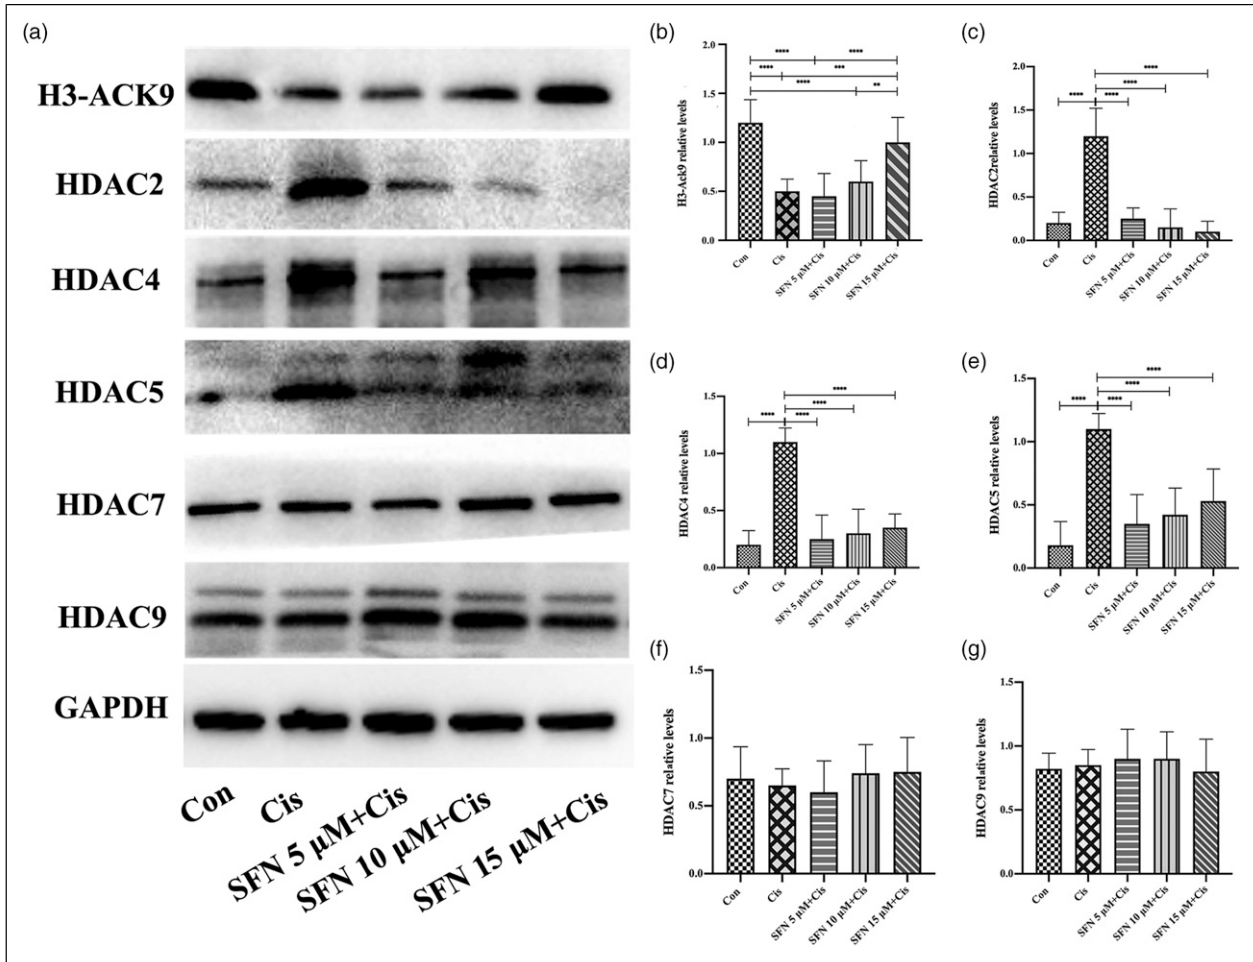 (a)
H3-ACK9
HDAC2
HDAC4
HDAC5
HDAC7
HDAC9
GAPDH
Con
Cis
SFN 5 μM+Cis
SFN 10 μM+Cis
SFN 15 μM+Cis
(b)
H3-Ack9 relative levels
2.0
1.5
1.0
0.5
0.0
**** ****
**** ***
**** **
Con
Cis
SFN 5 μM+Cis
SFN 10 μM+Cis
SFN 15 μM+Cis
(c)
HDAC2relative levels
2.0
1.5
1.0
0.5
0.0
****
****
**** ****
Con
Cis
SFN 5 μM+Cis
SFN 10 μM+Cis
SFN 15 μM+Cis
(d)
HDAC4 relative levels
1.5
1.0
0.5
0.0
****
****
**** ****
Con
Cis
SFN 5 μM+Cis
SFN 10 μM+Cis
SFN 15 μM+Cis
(e)
HDAC5 relative levels
1.5
1.0
0.5
0.0
****
****
**** ****
Con
Cis
SFN 5 μM+Cis
SFN 10 μM+Cis
SFN 15 μM+Cis
(f)
HDAC7 relative levels
1.5
1.0
0.5
0.0
Con
Cis
SFN 5 μM+Cis
SFN 10 μM+Cis
SFN 15 μM+Cis
(g)
HDAC9 relative levels
1.5
1.0
0.5
0.0
Con
Cis
SFN 5 μM+Cis
SFN 10 μM+Cis
SFN 15 μM+Cis